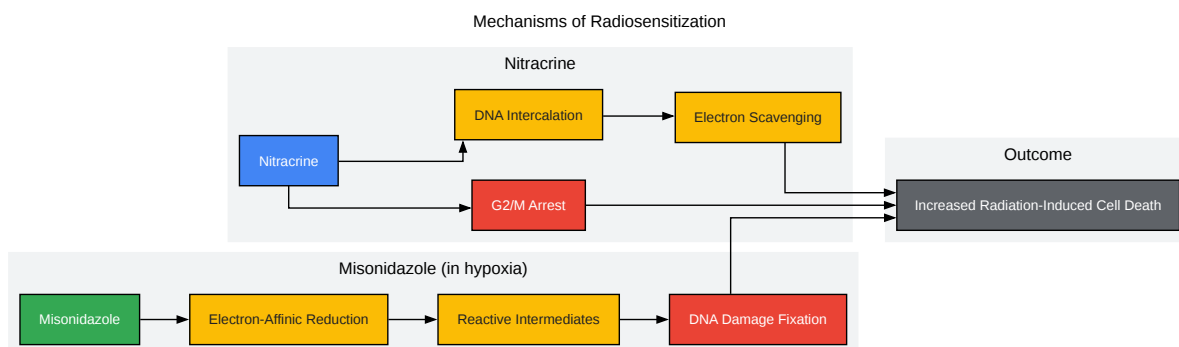 Mechanisms of Radiosensitization
Nitracrine
DNA Intercalation
Electron Scavenging
Nitracrine
G2/M Arrest
Outcome
Increased Radiation-Induced Cell Death
Misonidazole (in hypoxia)
Misonidazole
Electron-Affinic Reduction
Reactive Intermediates
DNA Damage Fixation